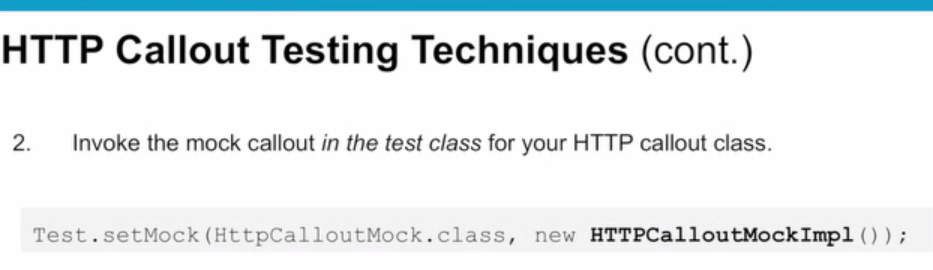 HTTP Callout Testing Techniques (cont.)
2. Invoke the mock callout in the test class for your HTTP callout class.
Test.setMock(HttpCalloutMock.class, new HTTPCalloutMockImpl());